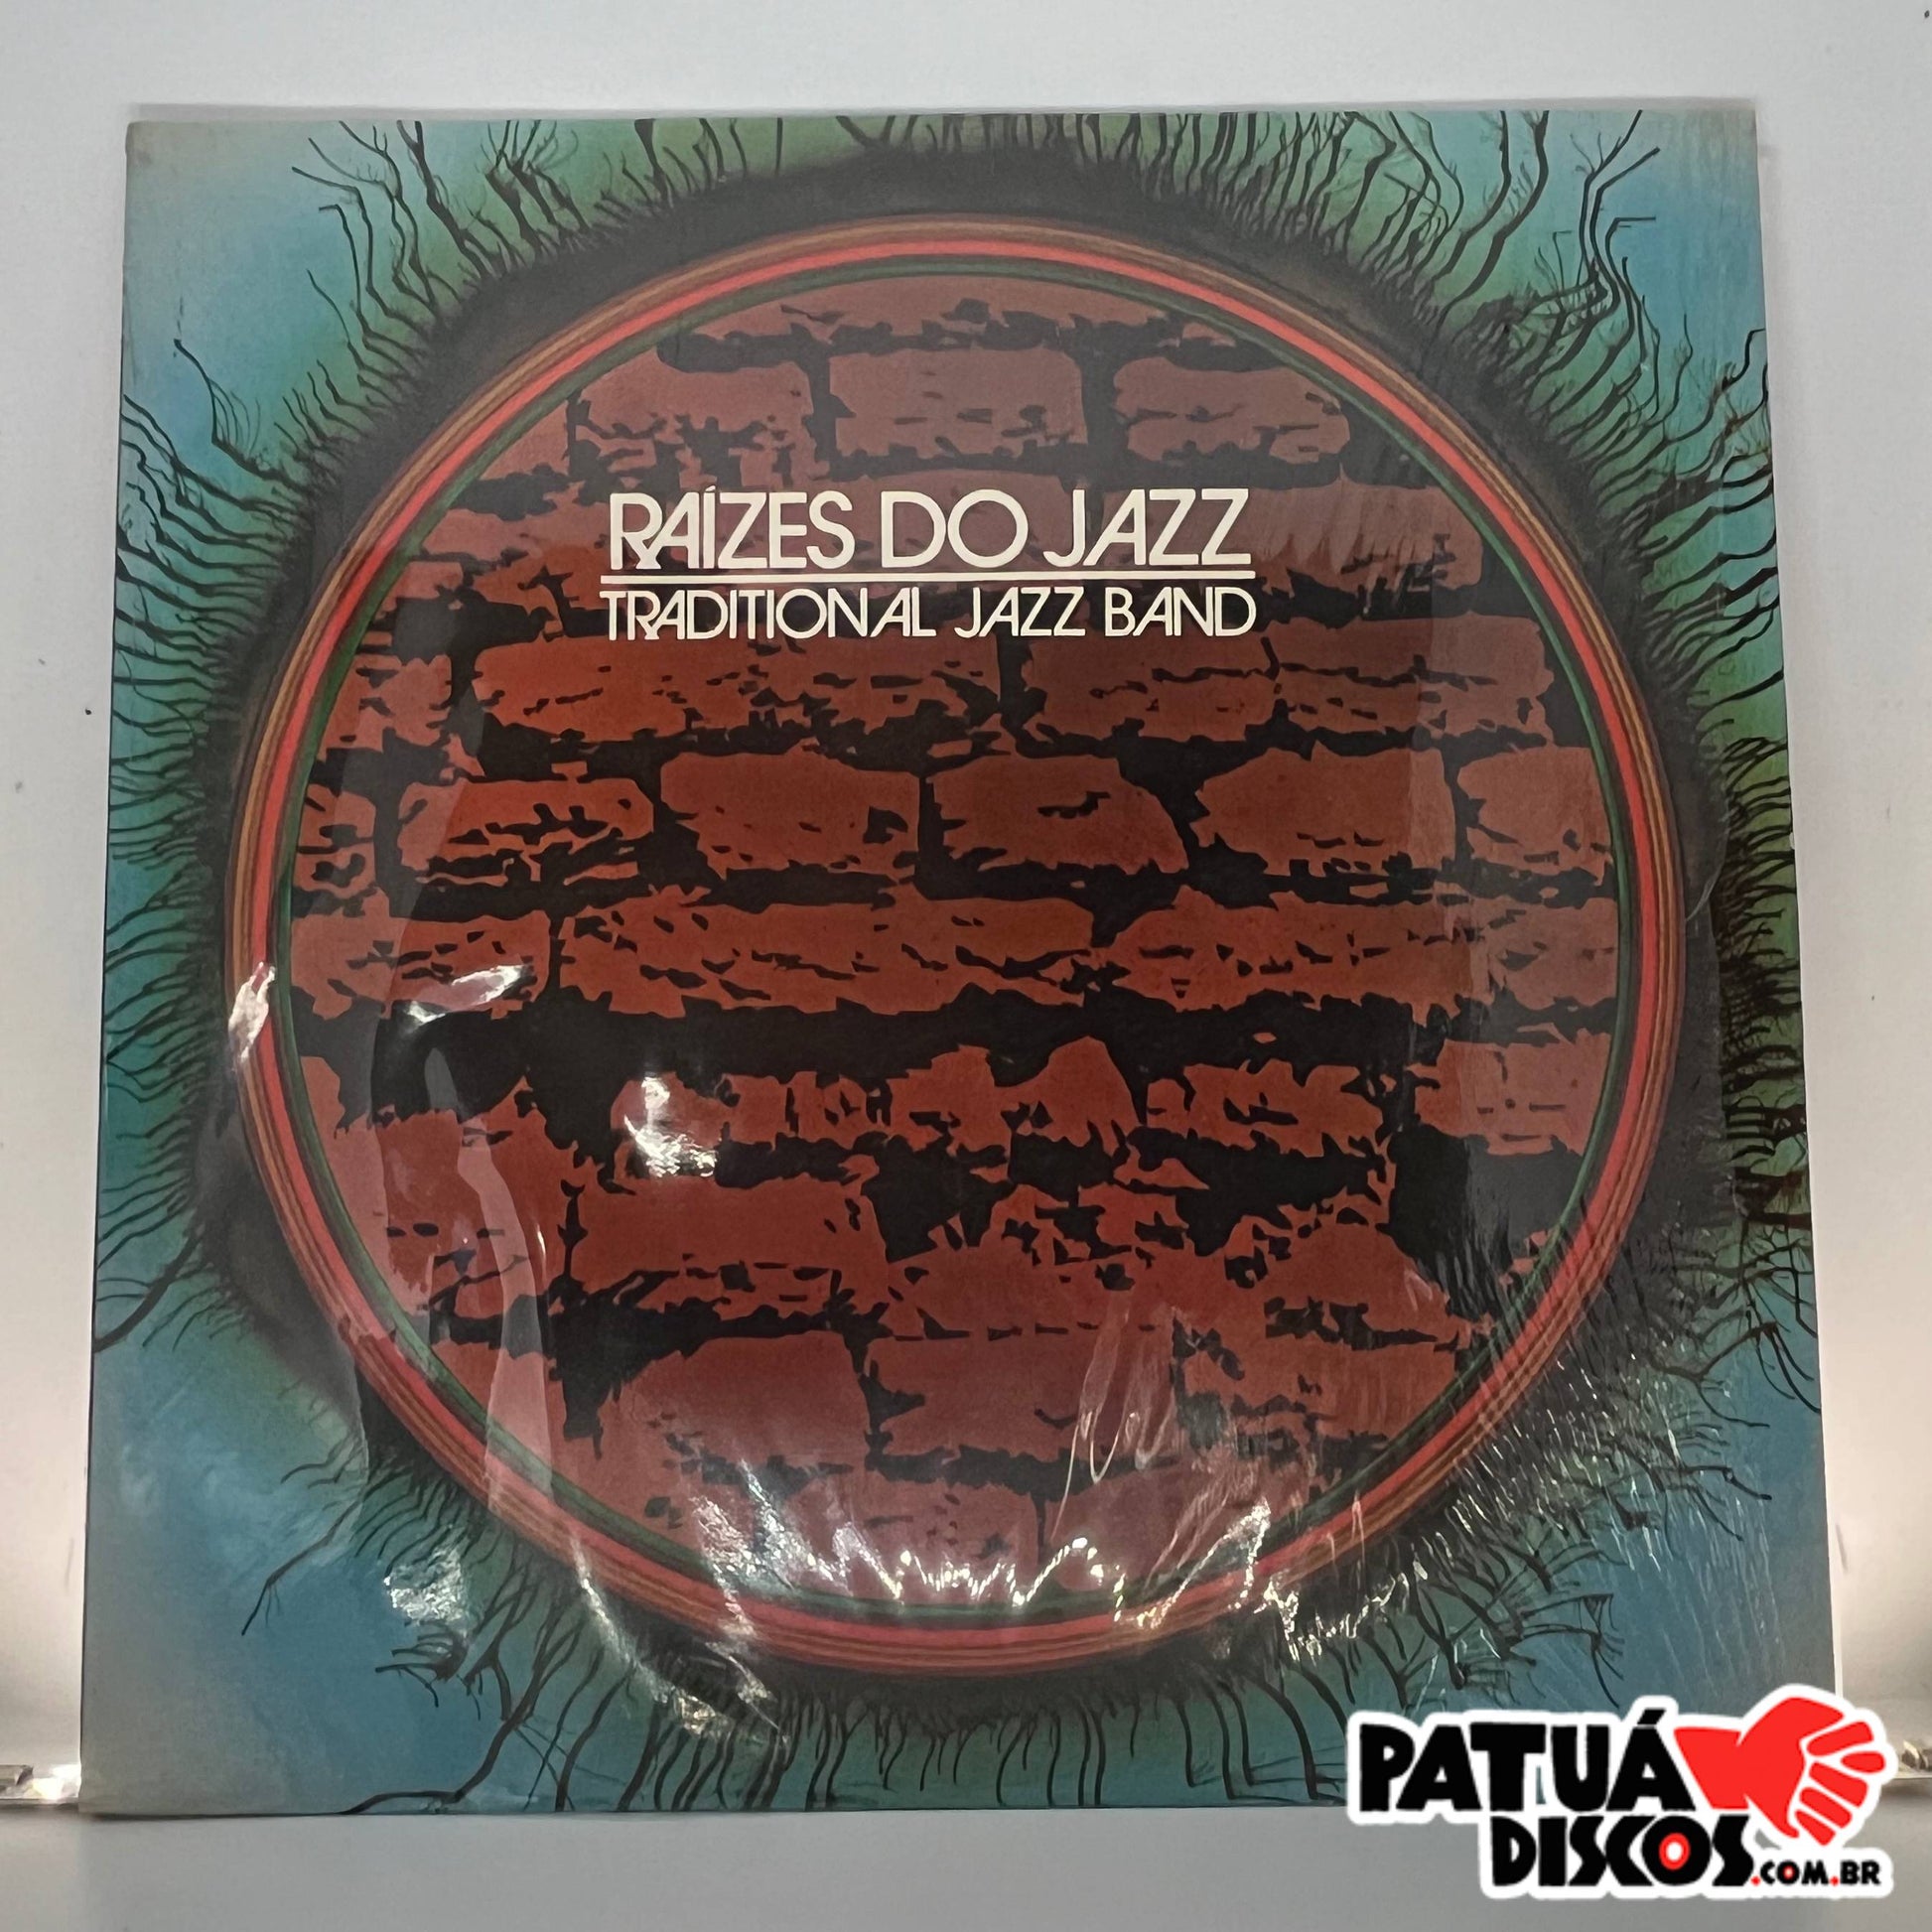 RAÍZES DO JAZZ
TRADITIONAL JAZZ BAND
PATUÁ
DISCOS.COM.BR